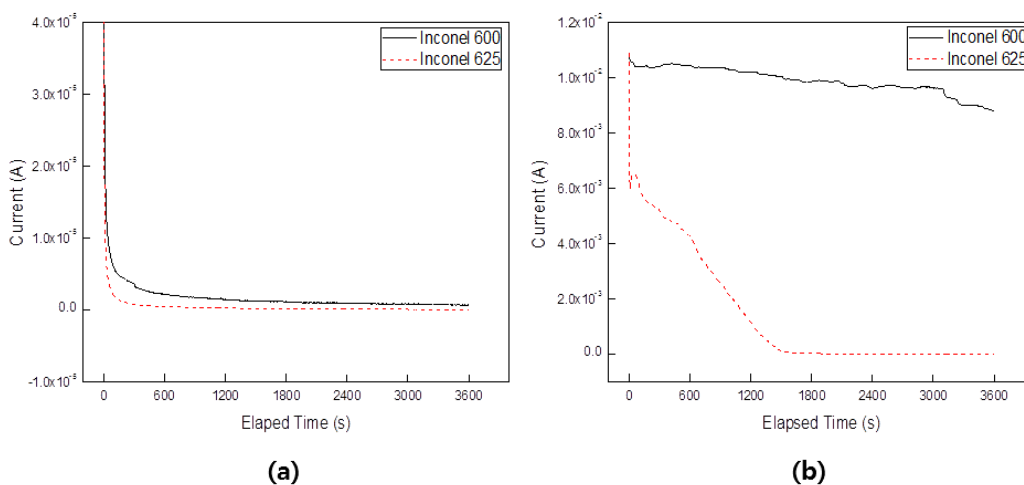 4.0x10⁻⁵
3.0x10⁻⁵
2.0x10⁻⁵
1.0x10⁻⁵
0.0
-1.0x10⁻⁵
Current (A)
Inconel 600
Inconel 625
0 600 1200 1800 2400 3000 3600
Elaped Time (s)
(a)
1.2x10⁻²
1.0x10⁻²
8.0x10⁻³
6.0x10⁻³
4.0x10⁻³
2.0x10⁻³
0.0
Current (A)
Inconel 600
Inconel 625
0 600 1200 1800 2400 3000 3600
Elapsed Time (s)
(b)